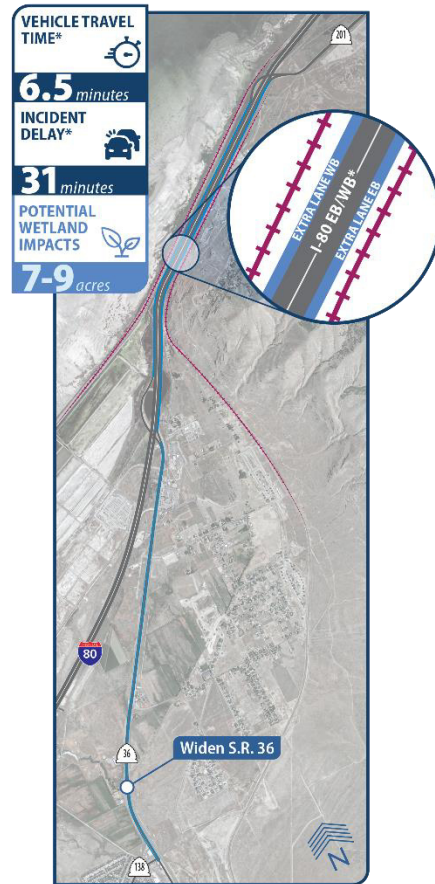 VEHICLE TRAVEL
TIME*
6.5 minutes
INCIDENT
DELAY*
31 minutes
POTENTIAL
WETLAND
IMPACTS
7-9 acres
201
EXTRA LANE WB
I-80 EB/WB*
EXTRA LANE EB
80
36
Widen S.R. 36
138
N